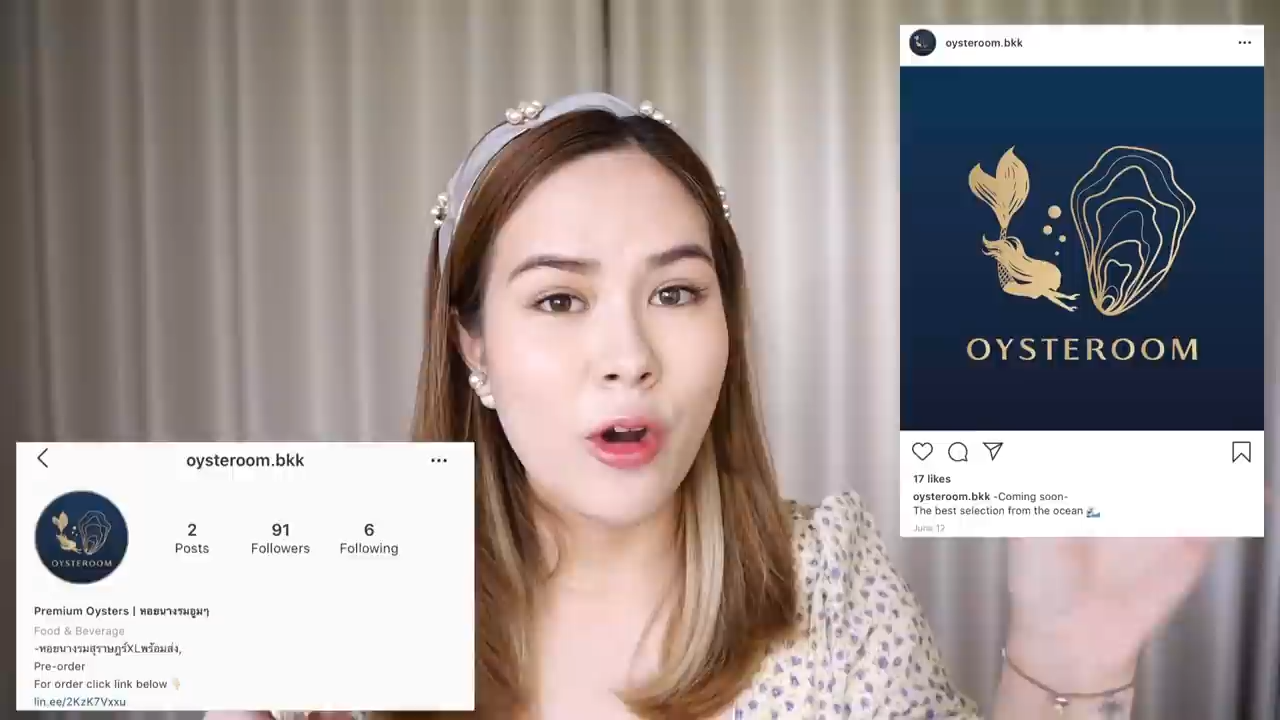 oysteroom.bkk
2
91
6
Posts
Followers
Following
OYSTEROOM
Premium Oysters | หอยนางรมอูมๆ
Food & Beverage
-หอยนางรมสุราษฎร์XLพร้อมส่ง,
Pre-order
For order click link below
lin.ee/2KzK7Vxxu
oysteroom.bkk
OYSTEROOM
17 likes
oysteroom.bkk -Coming soon-
The best selection from the ocean
June 12